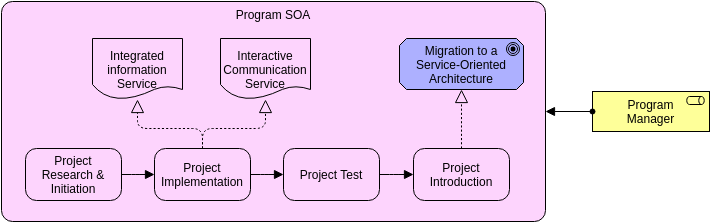 Program SOA
Integrated
information
Service
Interactive
Communication
Service
Migration to a
Service-Oriented
Architecture
Program
Manager
Project
Research &
Initiation
Project
Implementation
Project Test
Project
Introduction